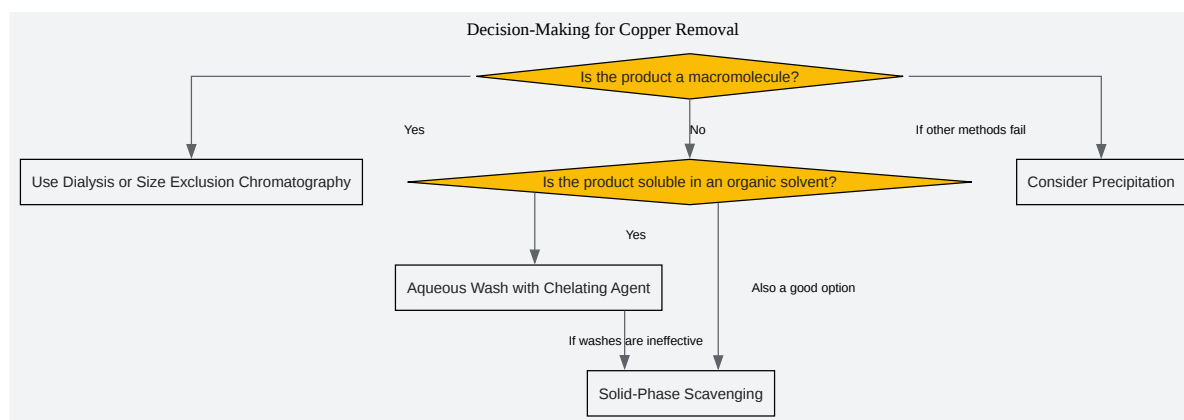 Decision-Making for Copper Removal
Is the product a macromolecule?
Yes
No
If other methods fail
Use Dialysis or Size Exclusion Chromatography
Is the product soluble in an organic solvent?
Consider Precipitation
Yes
Aqueous Wash with Chelating Agent
Also a good option
If washes are ineffective
Solid-Phase Scavenging